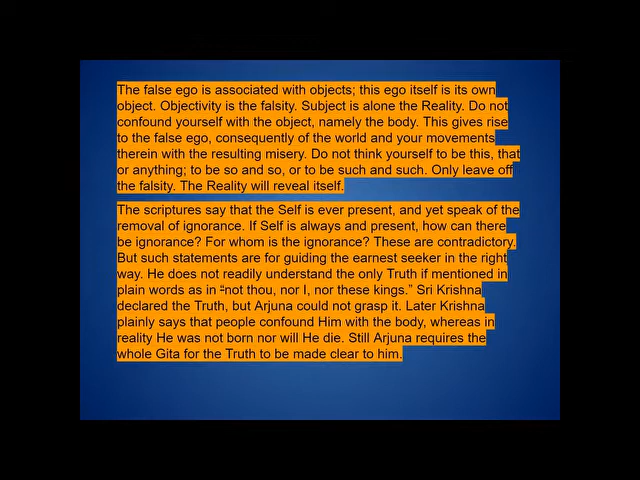 The false ego is associated with objects; this ego itself is its own
object. Objectivity is the falsity. Subject is alone the Reality. Do not
confound yourself with the object, namely the body. This gives rise
to the false ego, consequently of the world and your movements
therein with the resulting misery. Do not think yourself to be this, that
or anything; to be so and so, or to be such and such. Only leave off
the falsity. The Reality will reveal itself.
The scriptures say that the Self is ever present, and yet speak of the
removal of ignorance. If Self is always and present, how can there
be ignorance? For whom is the ignorance? These are contradictory.
But such statements are for guiding the earnest seeker in the right
way. He does not readily understand the only Truth if mentioned in
plain words as in “not thou, nor I, nor these kings.” Sri Krishna
declared the Truth, but Arjuna could not grasp it. Later Krishna
plainly says that people confound Him with the body, whereas in
reality He was not born nor will He die. Still Arjuna requires the
whole Gita for the Truth to be made clear to him.